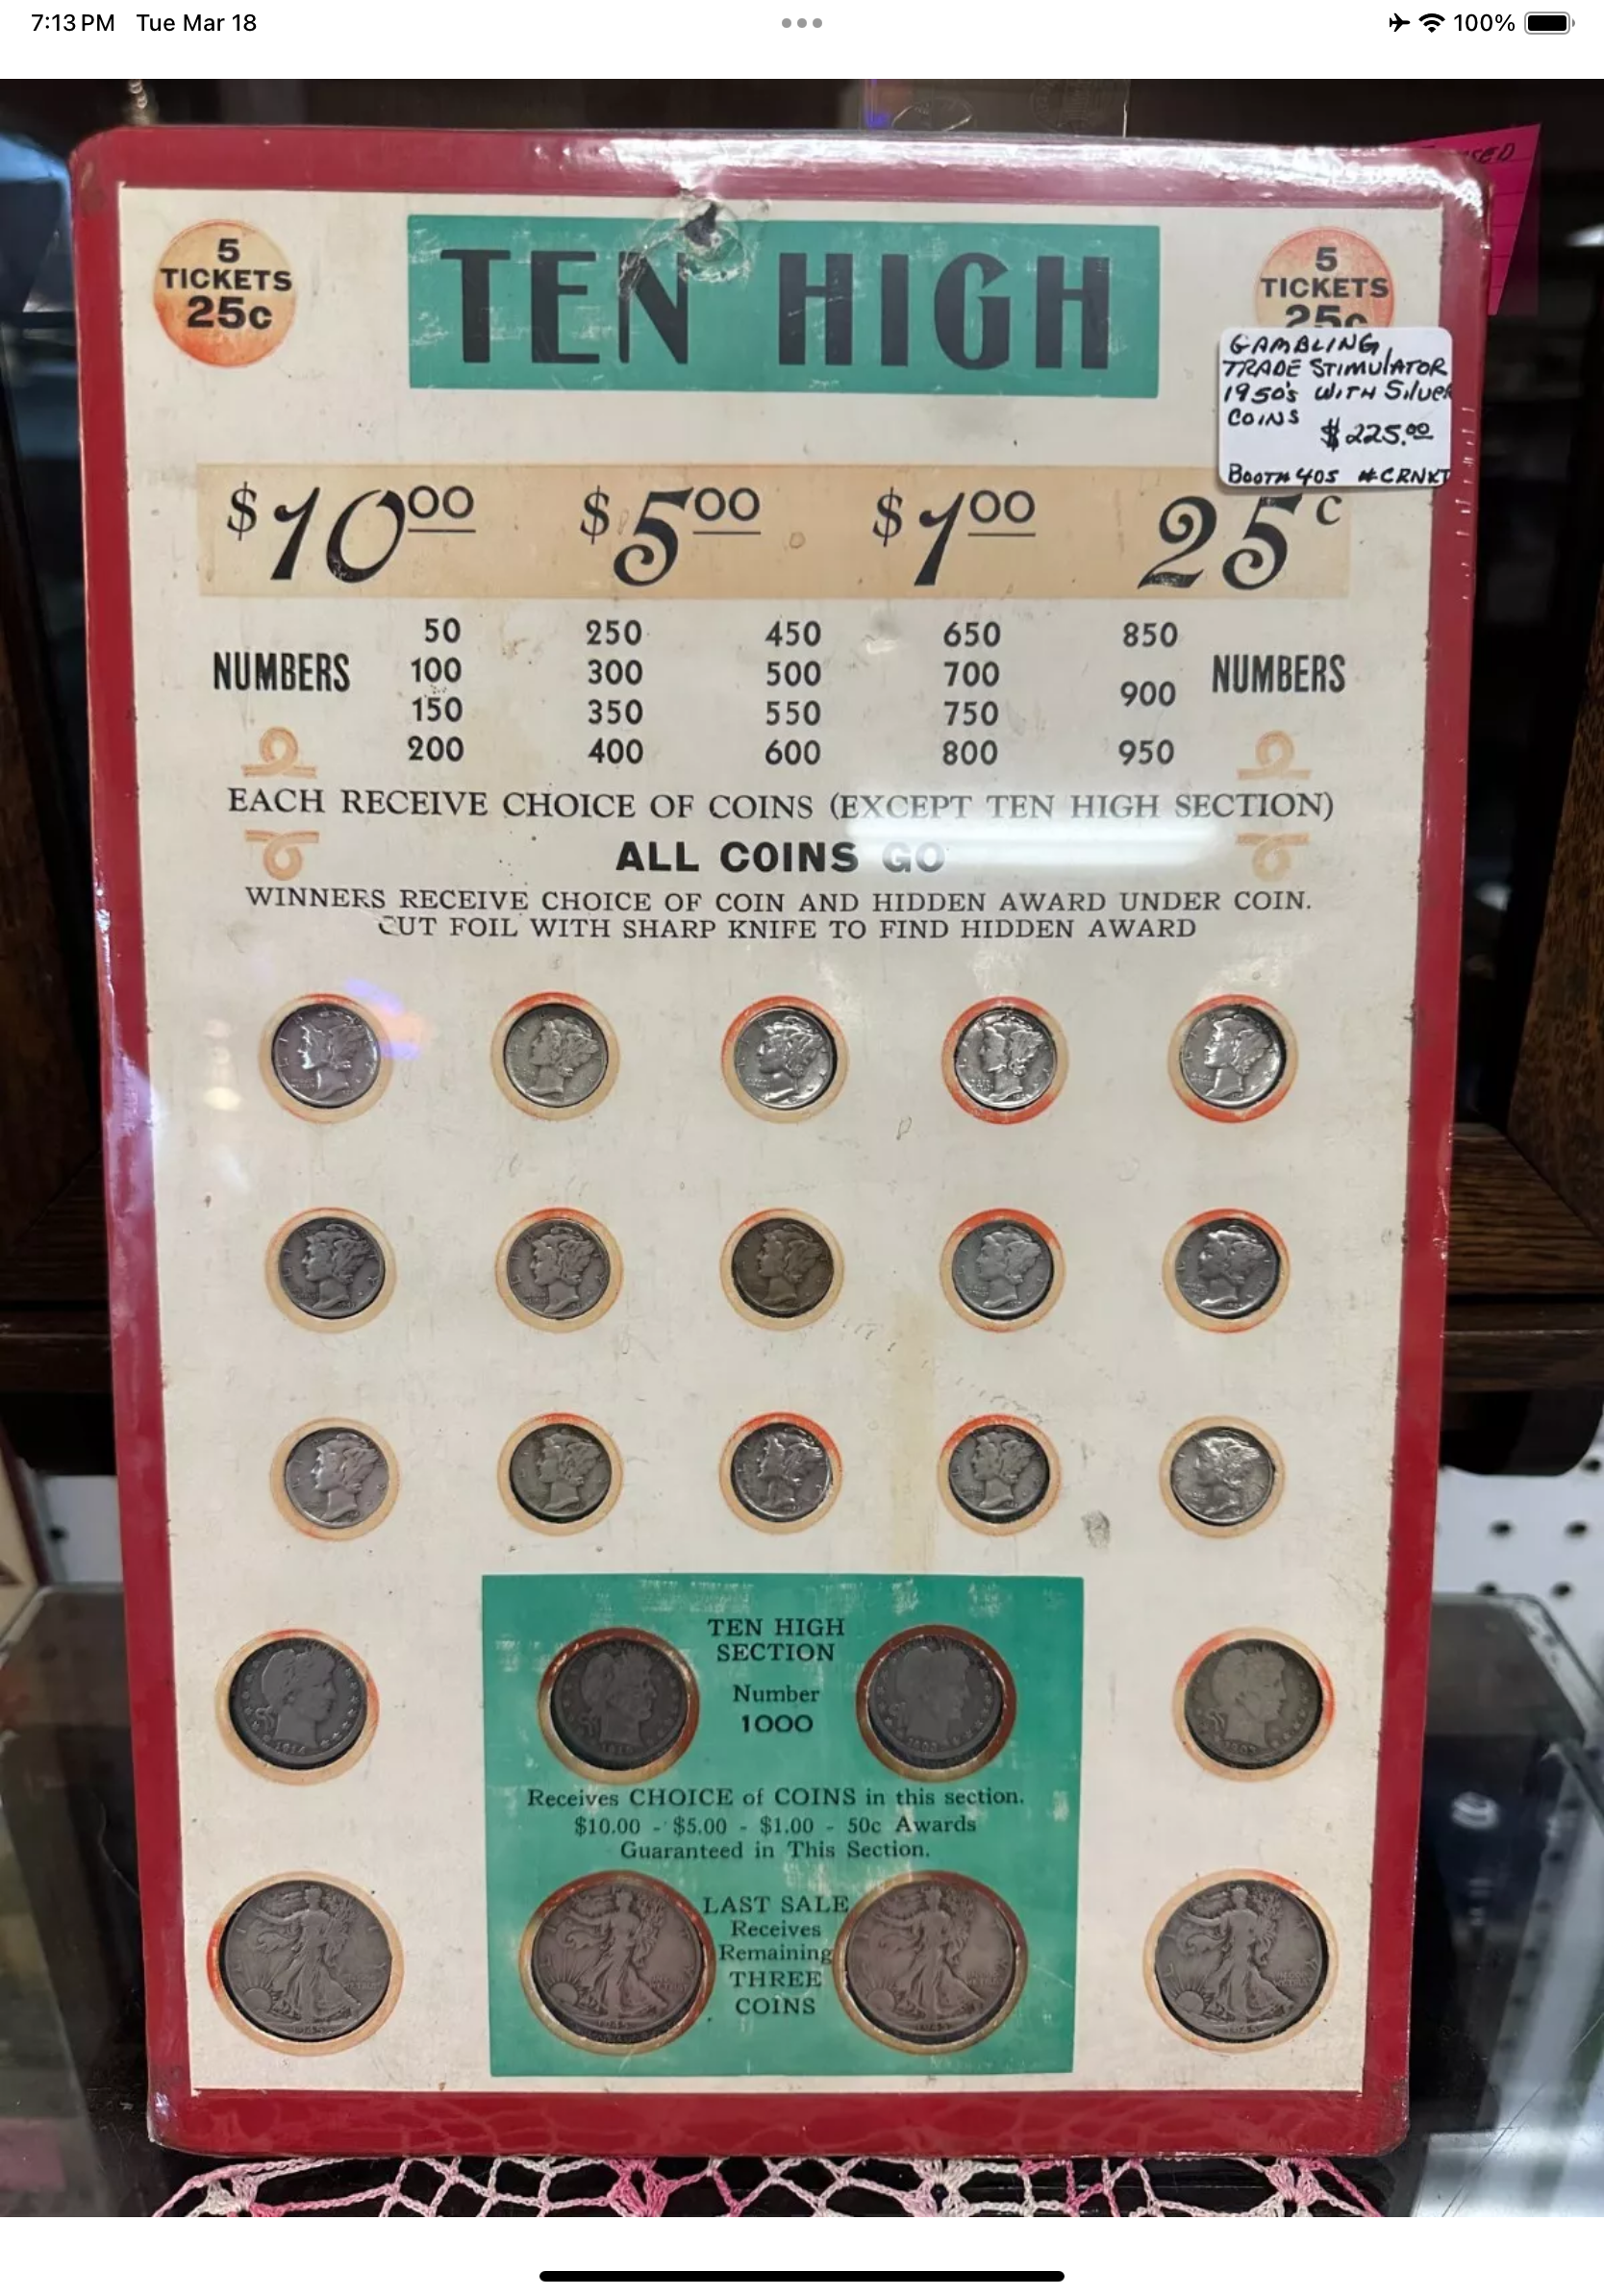 7:13 PM Tue Mar 18
100%
5
TICKETS
25c
TEN HIGH
5
TICKETS
25c
GAMBLING
TRADE STIMULATOR
1950's WITH SILVER
COINS $225.00
BOOTH 405 #CRNKT
$10.00 $5.00 $1.00 25c
NUMBERS
50 250 450 650 850
100 300 500 700 900
150 350 550 750
200 400 600 800 950
NUMBERS
EACH RECEIVE CHOICE OF COINS (EXCEPT TEN HIGH SECTION)
ALL COINS GO
WINNERS RECEIVE CHOICE OF COIN AND HIDDEN AWARD UNDER COIN.
CUT FOIL WITH SHARP KNIFE TO FIND HIDDEN AWARD
TEN HIGH
SECTION
Number
1000
Receives CHOICE of COINS in this section.
$10.00 - $5.00 - $1.00 - 50c Awards
Guaranteed in This Section.
LAST SALE
Receives
Remaining
THREE
COINS